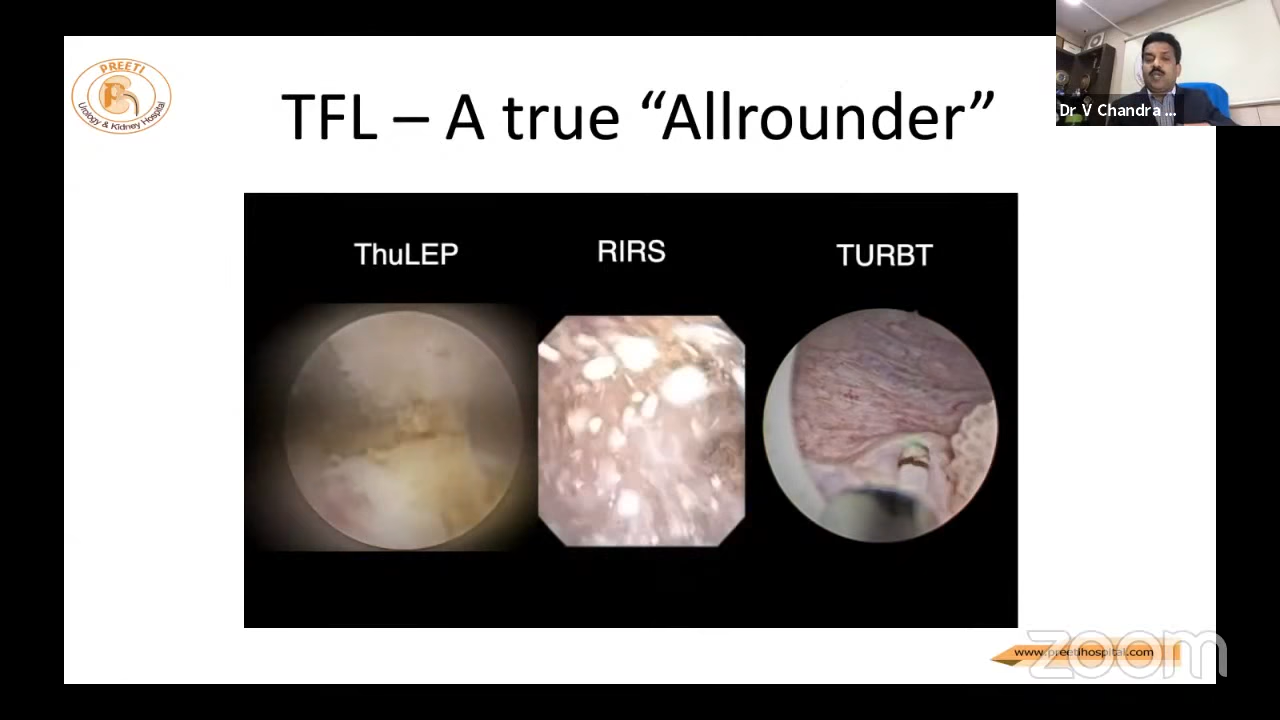 PREETI
Urology & Kidney Hospital
TFL – A true “Allrounder”
Dr V Chandra ...
ThuLEP
RIRS
TURBT
www.preetihospital.com
zoom